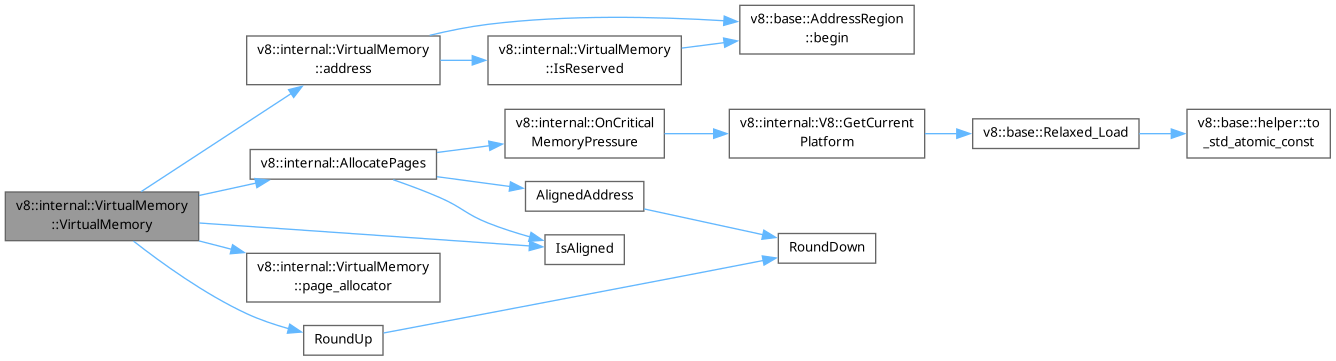 v8::internal::VirtualMemory
::VirtualMemory
v8::internal::VirtualMemory
::address
v8::internal::VirtualMemory
::IsReserved
v8::base::AddressRegion
::begin
v8::internal::AllocatePages
v8::internal::OnCritical
MemoryPressure
v8::internal::V8::GetCurrent
Platform
v8::base::Relaxed_Load
v8::base::helper::to
_std_atomic_const
AlignedAddress
IsAligned
RoundDown
v8::internal::VirtualMemory
::page_allocator
RoundUp